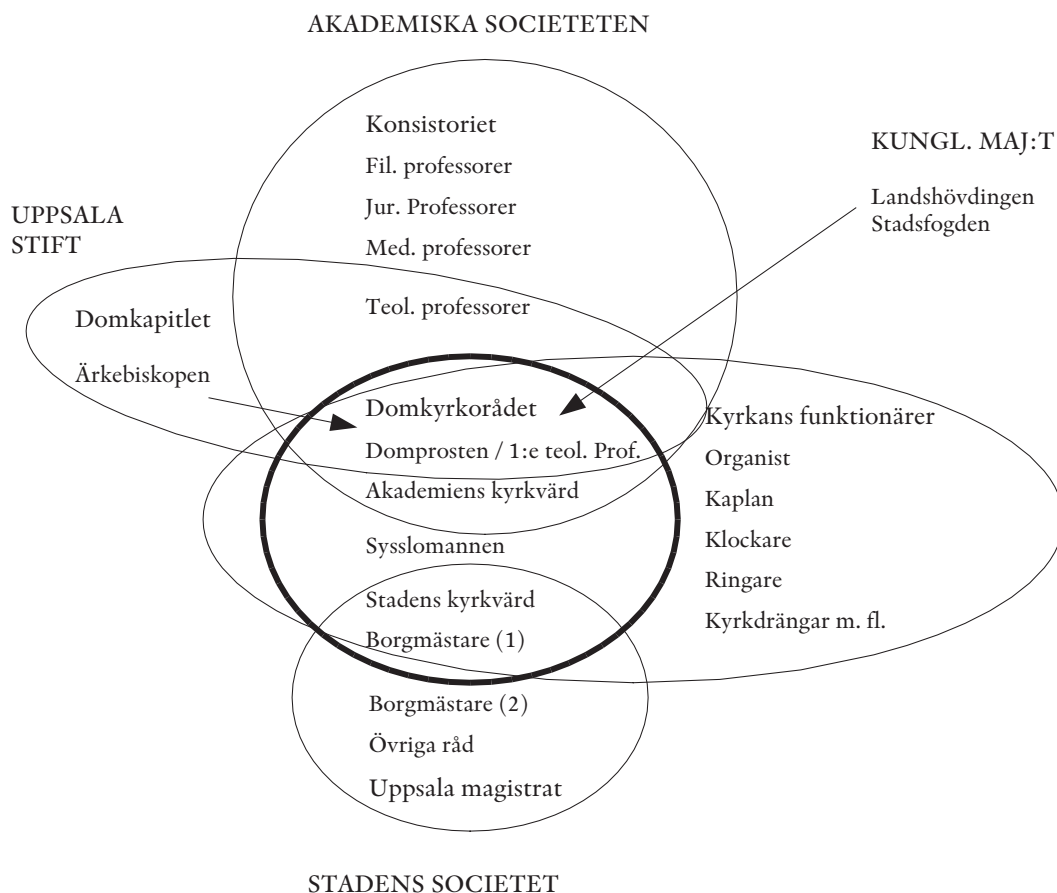 AKADEMISKA SOCIETETEN
Konsistoriet
Fil. professorer
Jur. Professorer
Med. professorer
Teol. professorer
KUNGL. MAJ:T
Landshövdingen
Stadsfogden
UPPSALA
STIFT
Domkapitlet
Ärkebiskopen
Domkyrkorådet
Domprosten / 1:e teol. Prof.
Akademiens kyrkvärd
Sysslomannen
Stadens kyrkvärd
Borgmästare (1)
Kyrkans funktionärer
Organist
Kaplan
Klockare
Ringare
Kyrkdrängar m. fl.
Borgmästare (2)
Övriga råd
Uppsala magistrat
STADENS SOCIETET